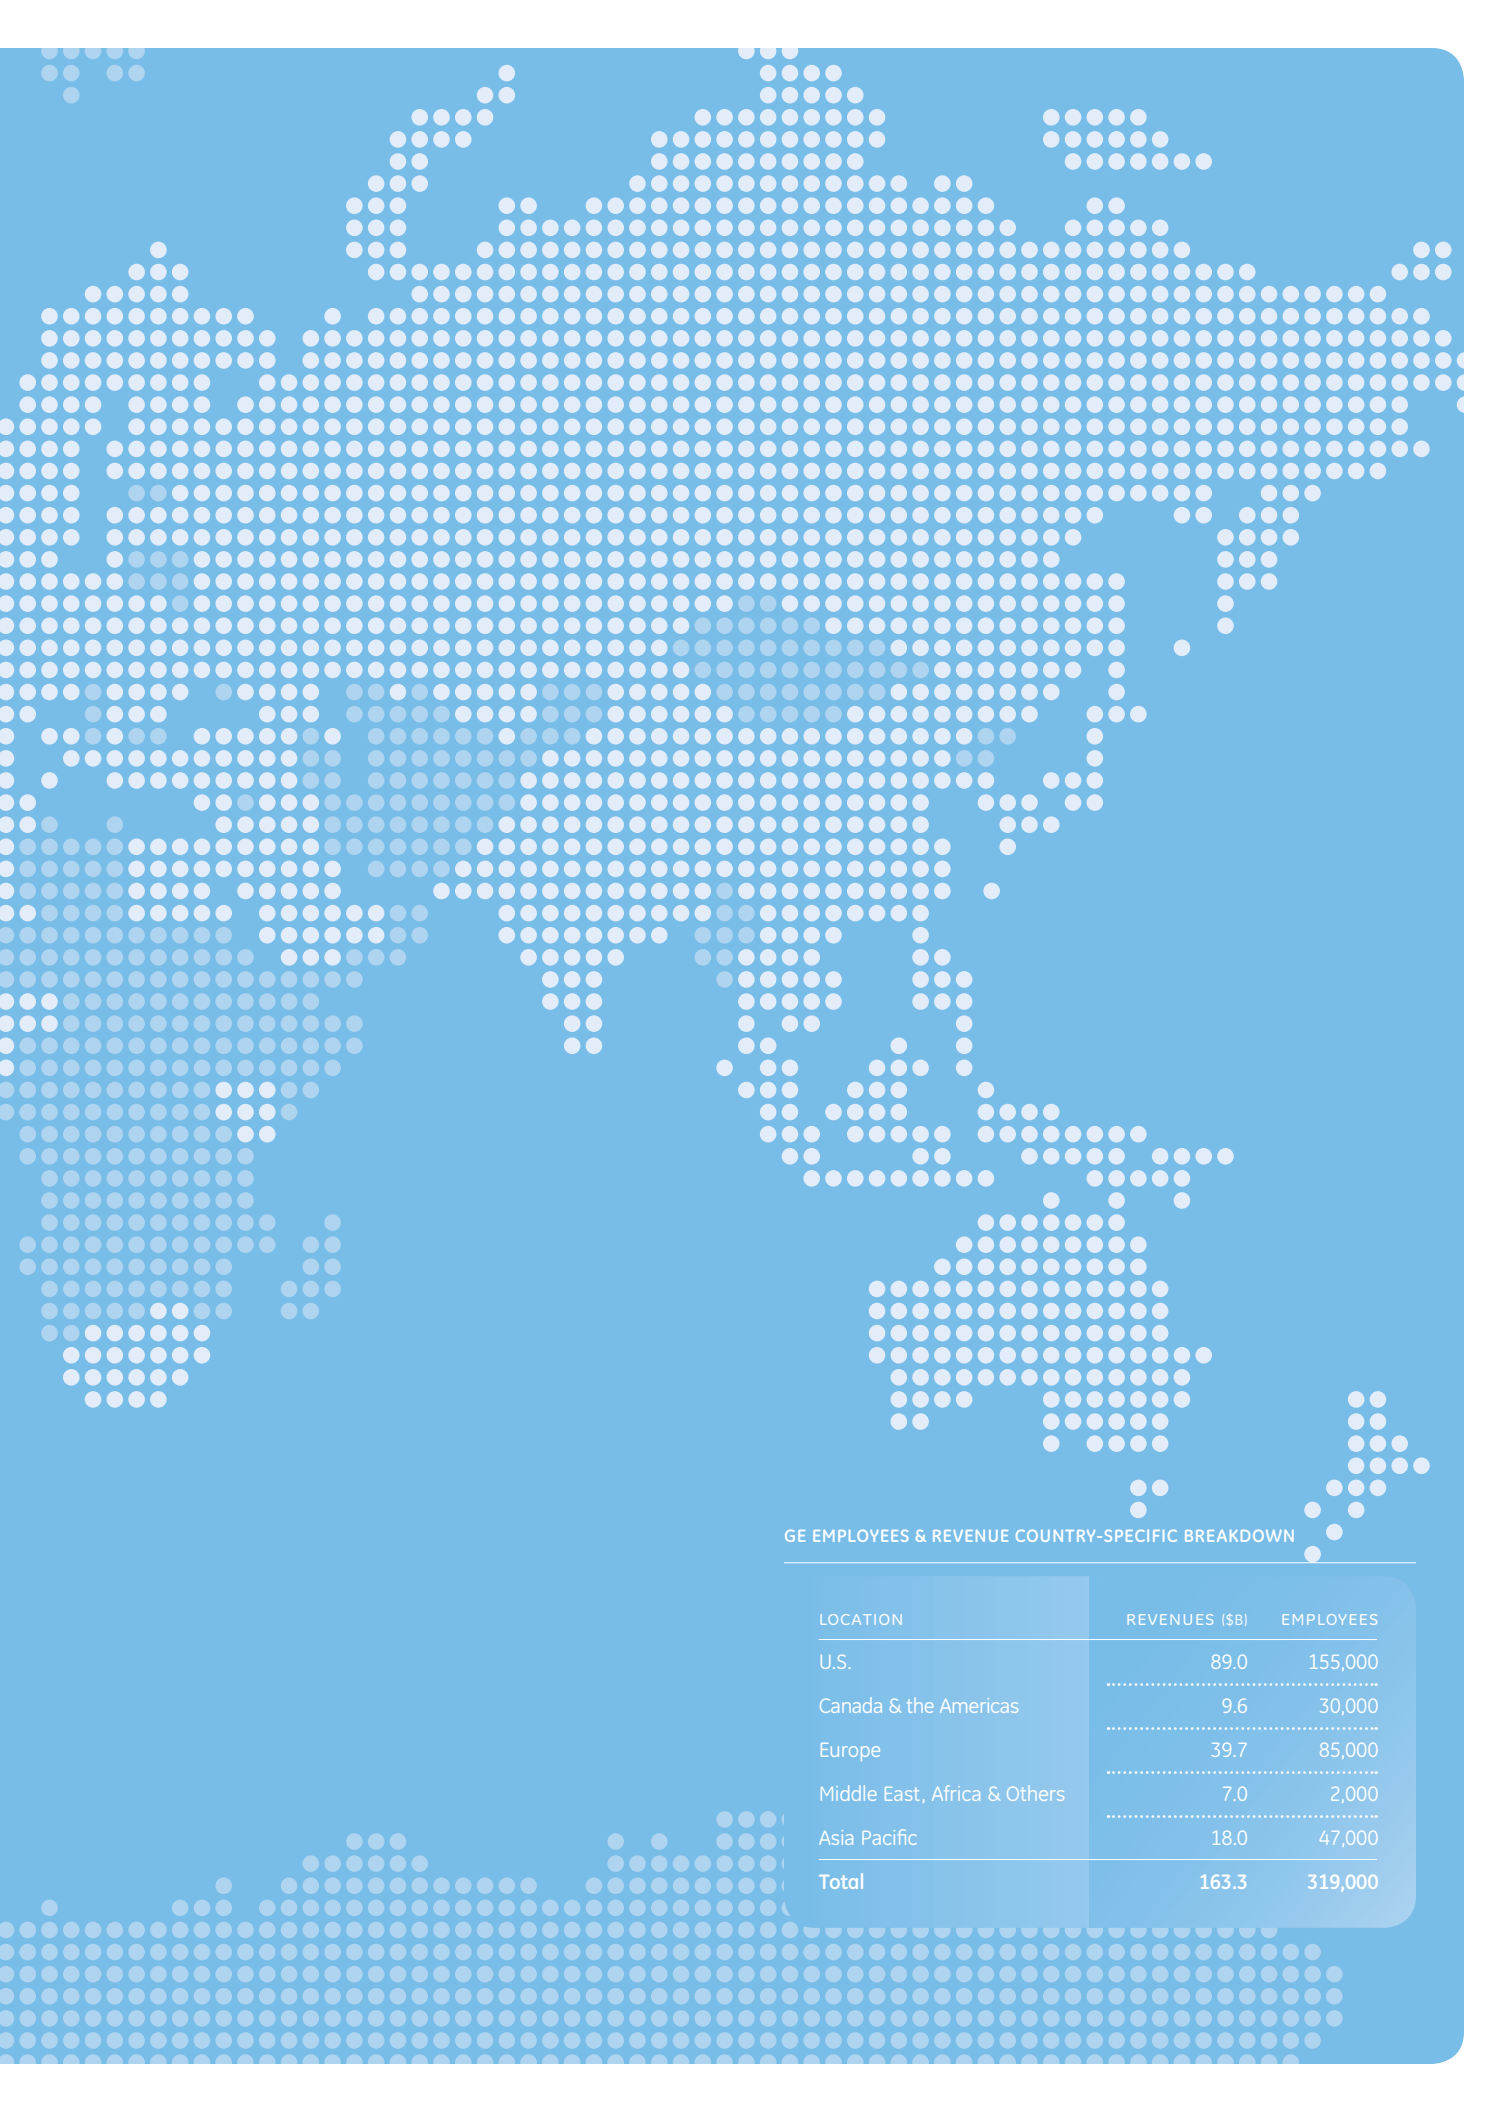 GE EMPLOYEES & REVENUE COUNTRY-SPECIFIC BREAKDOWN
LOCATION REVENUES ($B) EMPLOYEES
U.S. 89.0 155,000
Canada & the Americas 9.6 30,000
Europe 39.7 85,000
Middle East, Africa & Others 7.0 2,000
Asia Pacific 18.0 47,000
Total 163.3 319,000